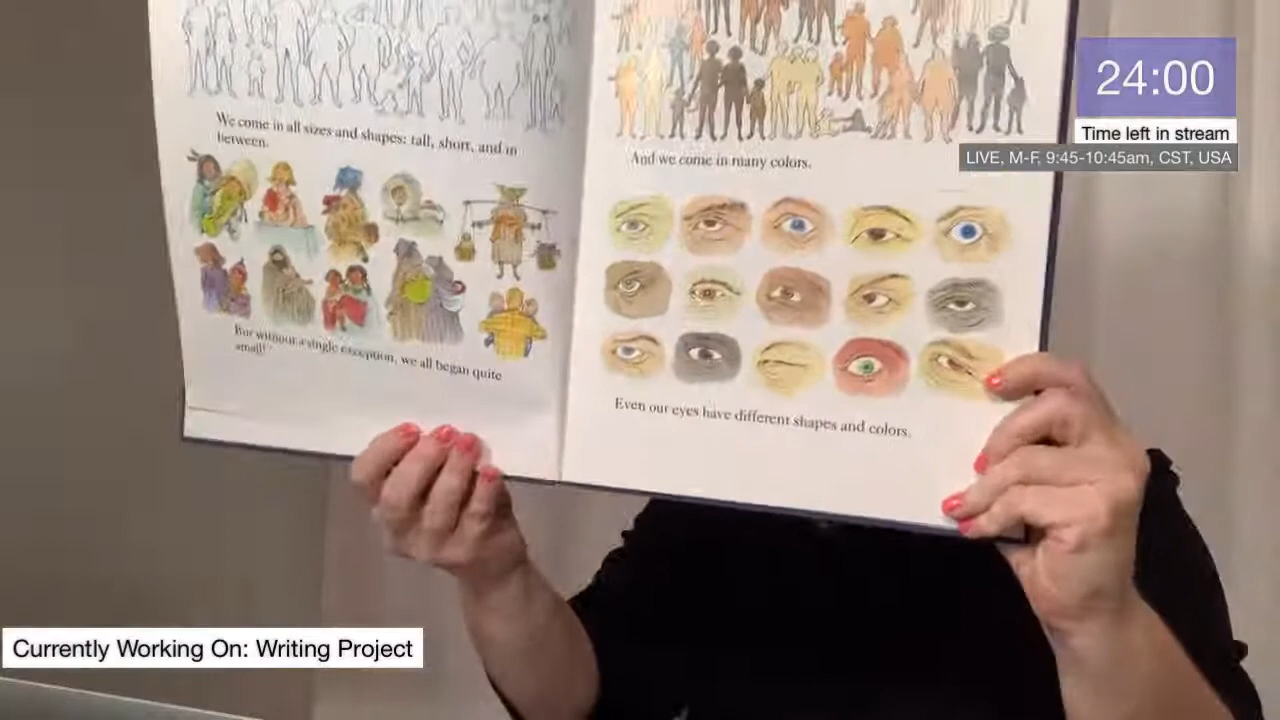 We come in all sizes and shapes: tall, short, and in
between.
But without a single exception, we all began quite
small!
And we come in many colors.
Even our eyes have different shapes and colors.
24:00
Time left in stream
LIVE, M-F, 9:45-10:45am, CST, USA
Currently Working On: Writing Project